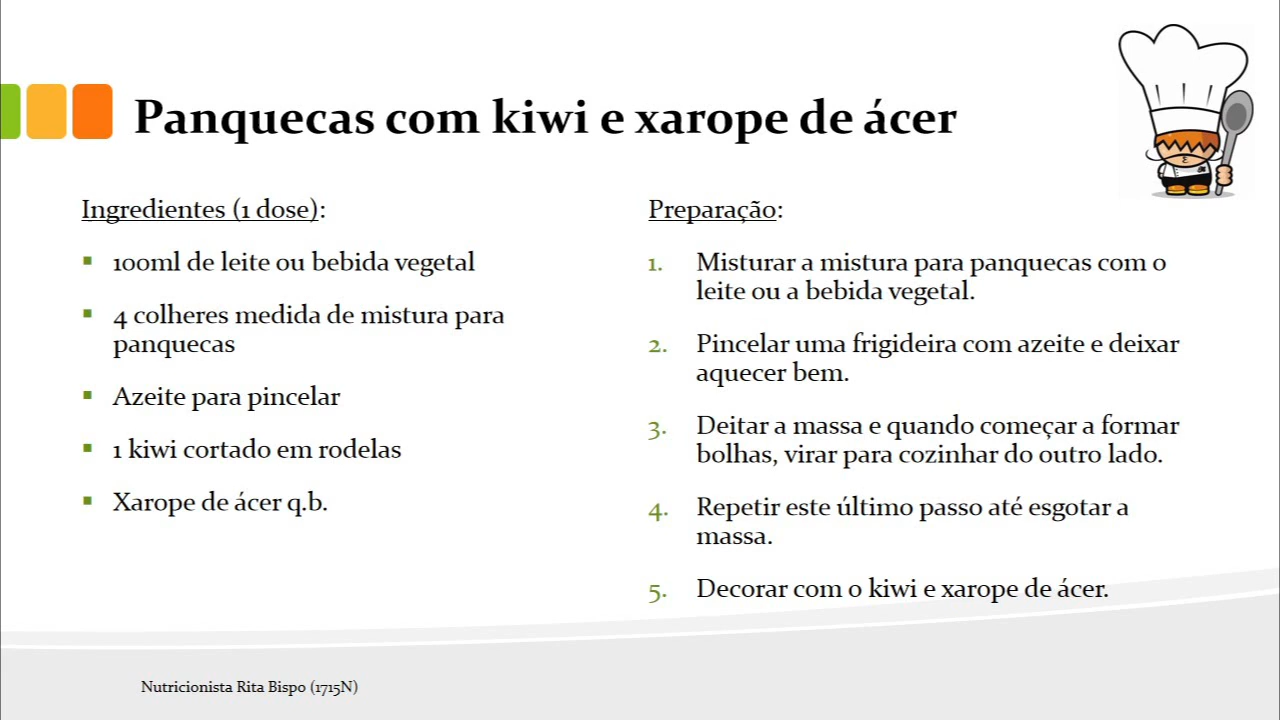 Panquecas com kiwi e xarope de ácer
Ingredientes (1 dose):
100ml de leite ou bebida vegetal
4 colheres medida de mistura para
panquecas
Azeite para pincelar
1 kiwi cortado em rodelas
Xarope de ácer q.b.
Preparação:
1. Misturar a mistura para panquecas com o
leite ou a bebida vegetal.
2. Pincelar uma frigideira com azeite e deixar
aquecer bem.
3. Deitar a massa e quando começar a formar
bolhas, virar para cozinhar do outro lado.
4. Repetir este último passo até esgotar a
massa.
5. Decorar com o kiwi e xarope de ácer.
Nutricionista Rita Bispo (1715N)